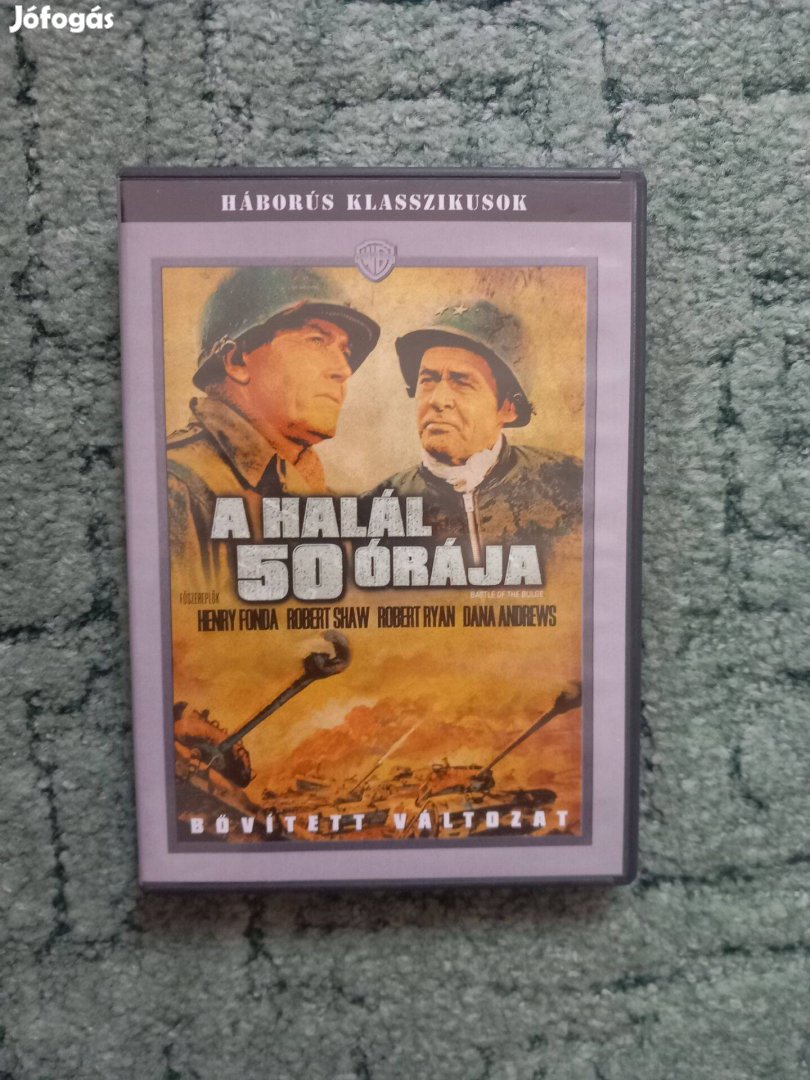 Jófogás
HÁBORÚS KLASSZIKUSOK
WB
A HALÁL
50 ÓRÁJA
BATTLE OF THE BULGE
FŐSZEREPLŐK
HENRY FONDA ROBERT SHAW ROBERT RYAN DANA ANDREWS
BŐVÍTETT VÁLTOZAT